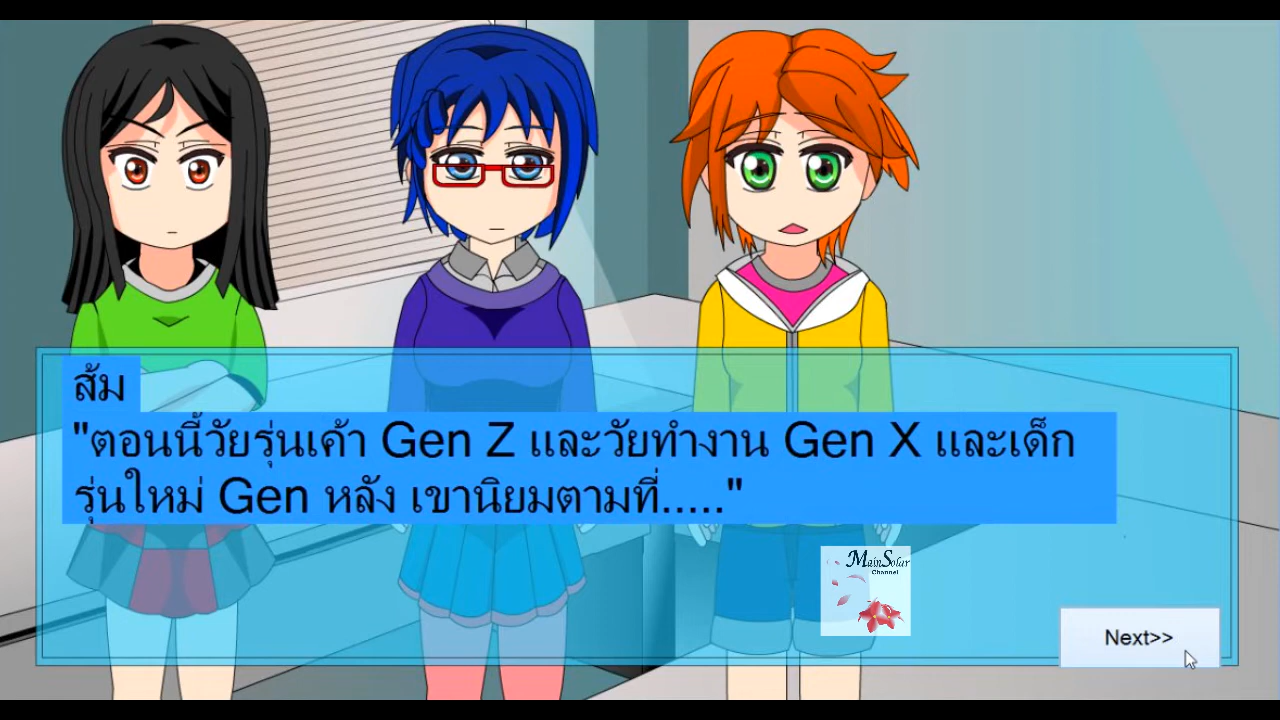 ส้ม
"ตอนนี้วัยรุ่นเค้า Gen Z และวัยทำงาน Gen X และเด็ก
รุ่นใหม่ Gen หลัง เขานิยมตามที่....."
MainSolar
Channel
Next>>